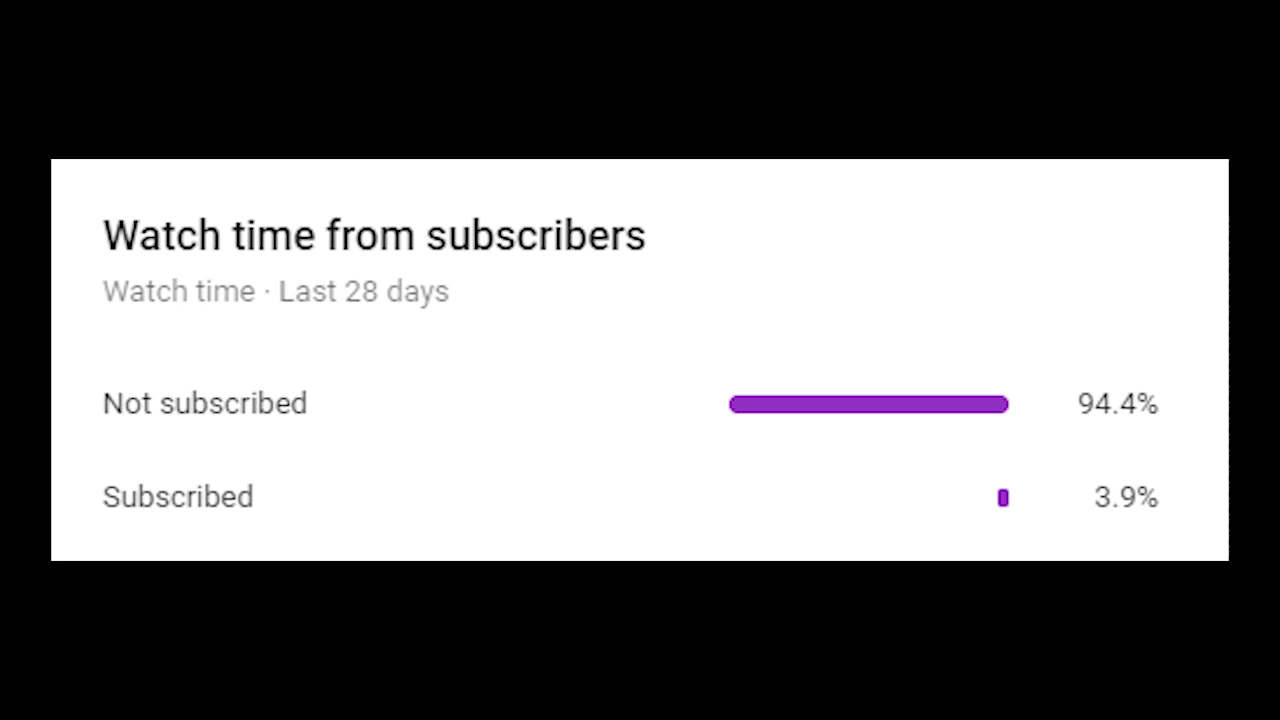 Watch time from subscribers
Watch time · Last 28 days
Not subscribed 94.4%
Subscribed 3.9%